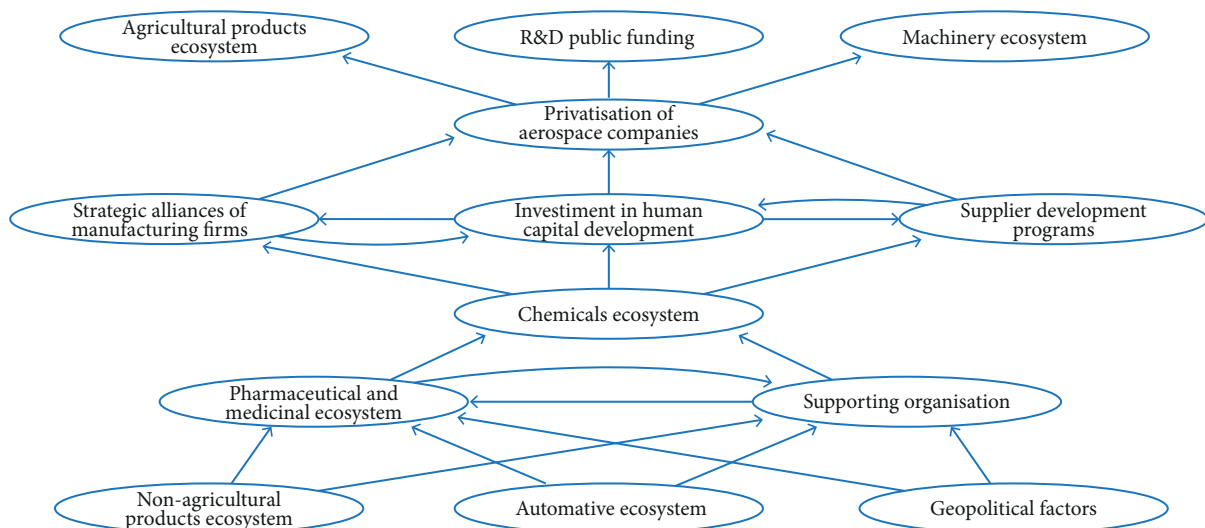 Agricultural products
ecosystem
R&D public funding
Machinery ecosystem
Privatisation of
aerospace companies
Strategic alliances of
manufacturing firms
Investiment in human
capital development
Supplier development
programs
Chemicals ecosystem
Pharmaceutical and
medicinal ecosystem
Supporting organisation
Non-agricultural
products ecosystem
Automative ecosystem
Geopolitical factors